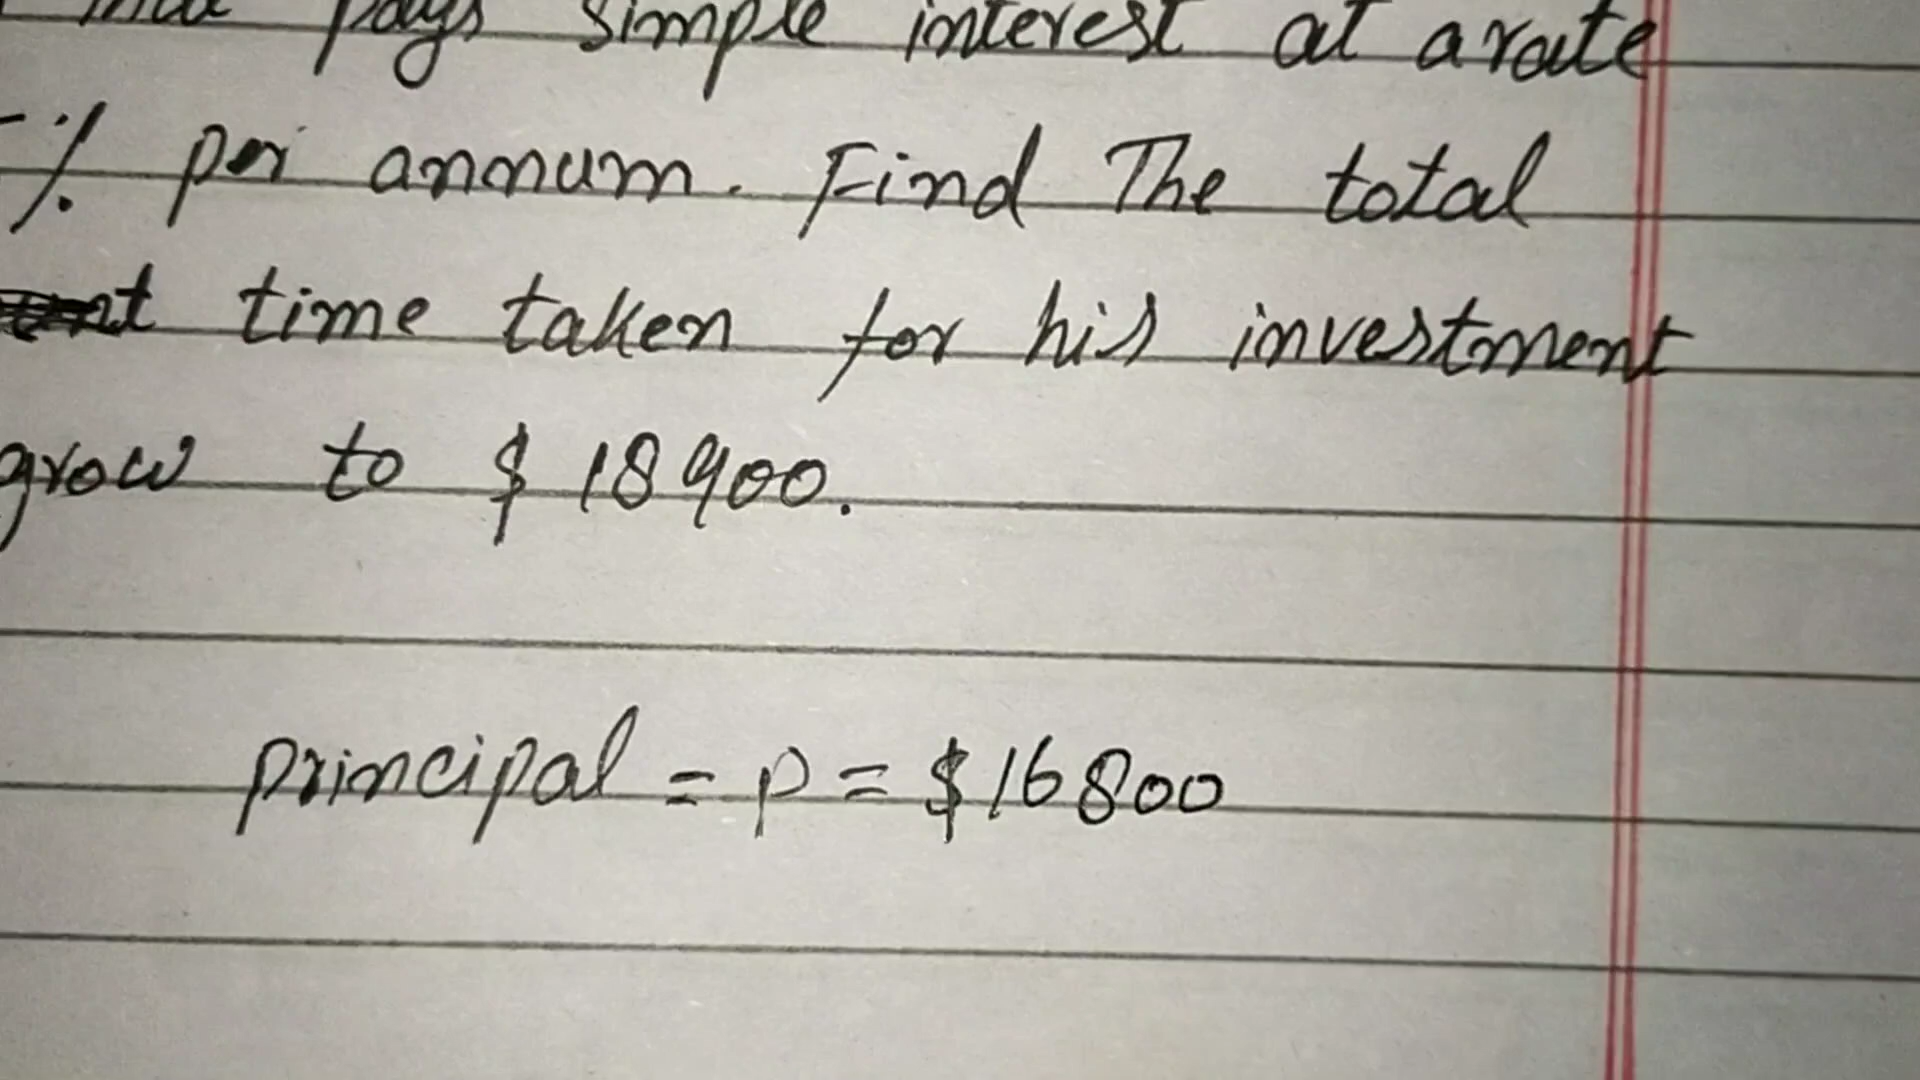 pays simple interest at a rate
% per annum. Find The total
time taken for his investment
grow to $ 18900.
principal = p = $16800